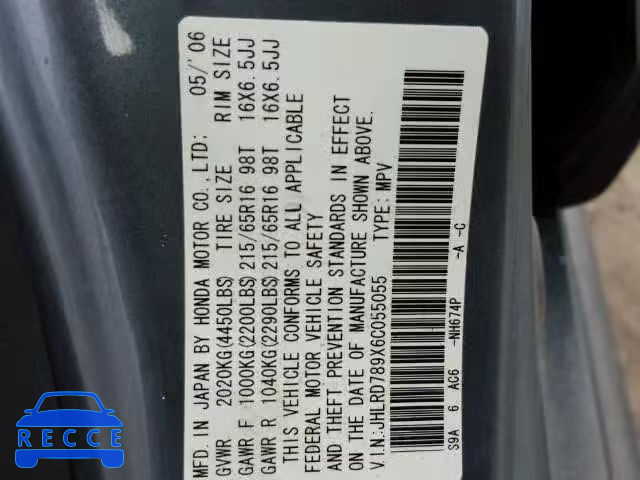 MFD. IN JAPAN BY HONDA MOTOR CO.,LTD: 05/'06
GVWR 2020KG(4450LBS) TIRE SIZE RIM SIZE
GAWR F 1000KG(2200LBS) 215/65R16 98T 16X6.5JJ
GAWR R 1040KG(2290LBS) 215/65R16 98T 16X6.5JJ
THIS VEHICLE CONFORMS TO ALL APPLICABLE
FEDERAL MOTOR VEHICLE SAFETY
AND THEFT PREVENTION STANDARDS IN EFFECT
ON THE DATE OF MANUFACTURE SHOWN ABOVE.
V.I.N.:JHLRD789X6C055055 TYPE: MPV
S9A 6 AC6 -NH674P -A -C
Bid.Cars